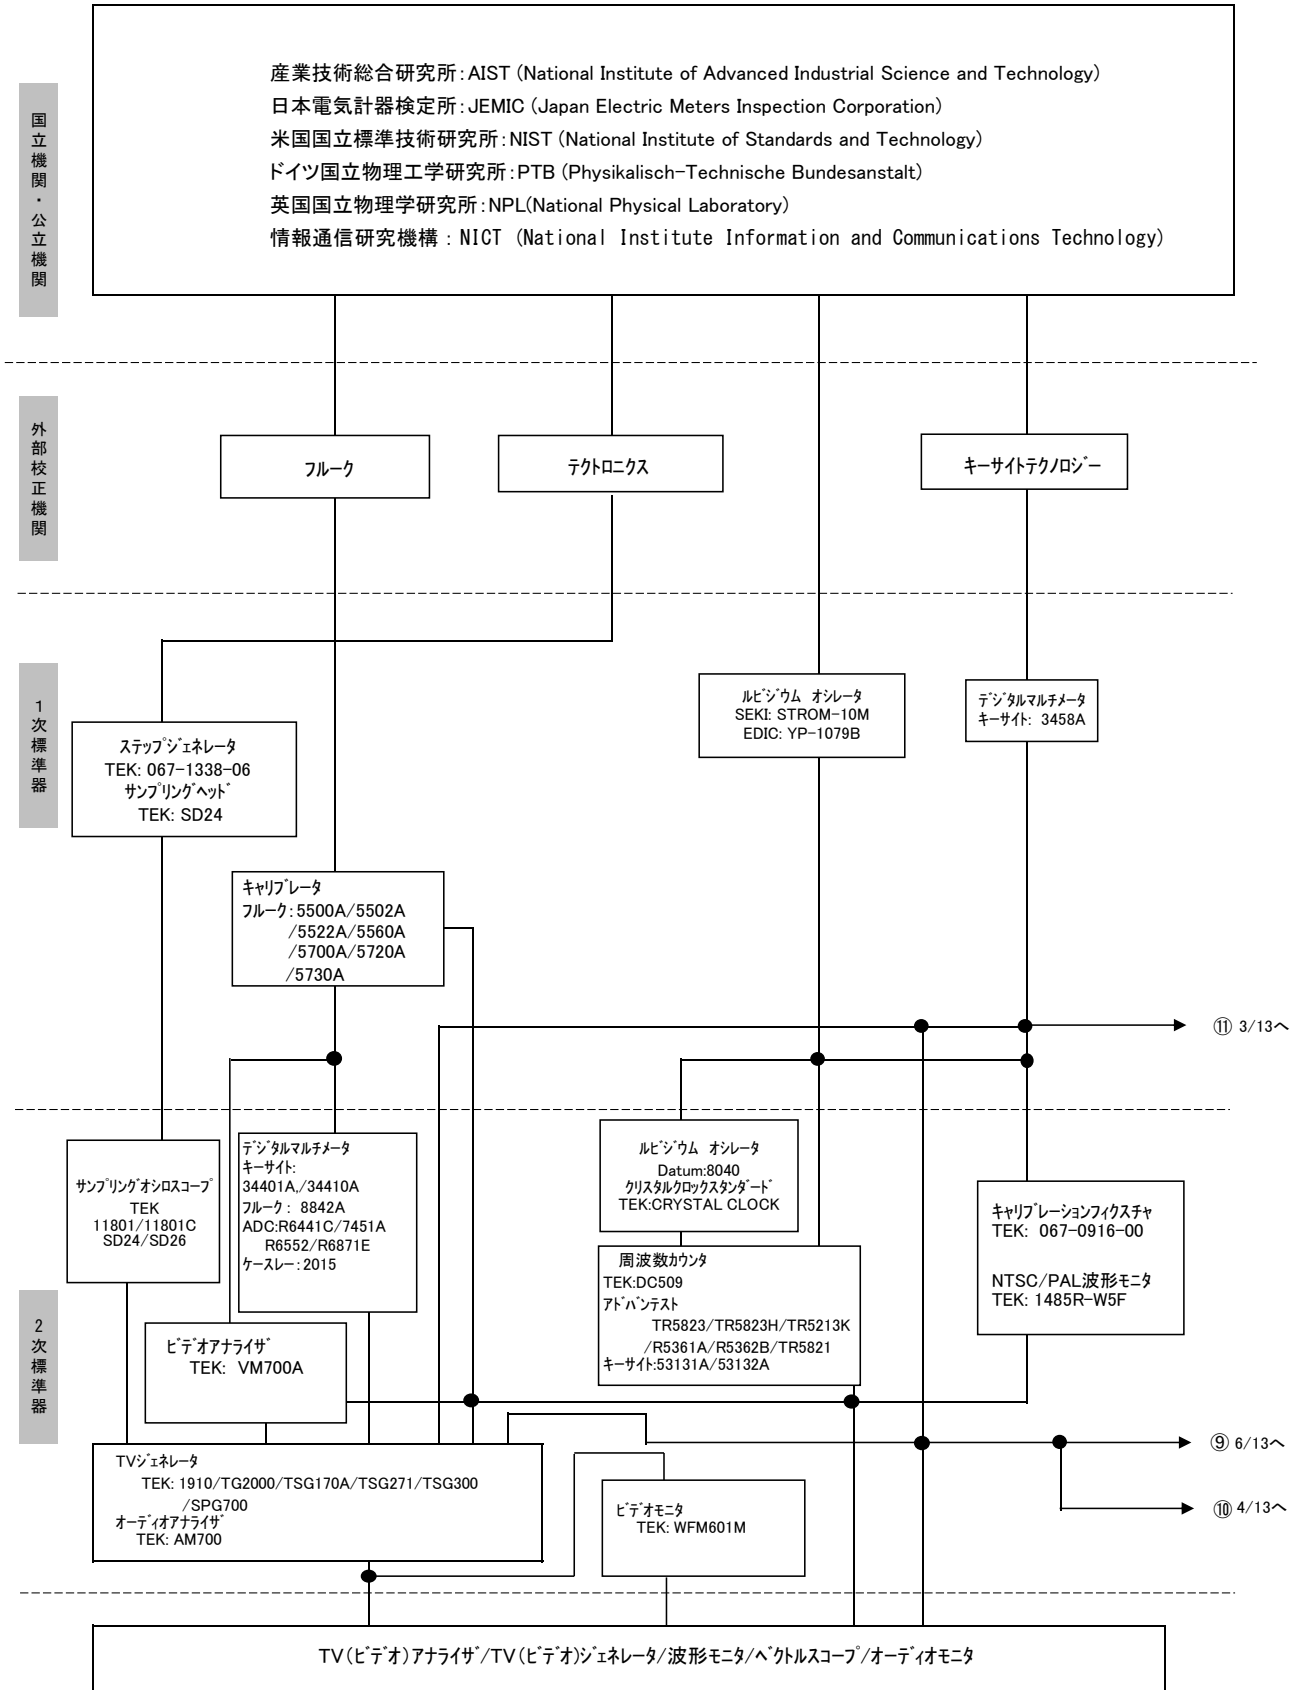 産業技術総合研究所：AIST (National Institute of Advanced Industrial Science and Technology)
日本電気計器検定所：JEMIC (Japan Electric Meters Inspection Corporation)
米国国立標準技術研究所：NIST (National Institute of Standards and Technology)
ドイツ国立物理工学研究所：PTB (Physikalisch-Technische Bundesanstalt)
英国国立物理学研究所：NPL(National Physical Laboratory)
情報通信研究機構：NICT (National Institute Information and Communications Technology)
国立機関・公立機関
外部校正機関
ﾌﾙｰｸ
ﾃｸﾄﾛﾆｸｽ
ｷｰｻｲﾄﾃｸﾉﾛｼﾞｰ
1次標準器
ｽﾃｯﾌﾟｼﾞｪﾈﾚｰﾀ
TEK: 067-1338-06
ｻﾝﾌﾟﾘﾝｸﾞﾍｯﾄﾞ
TEK: SD24
ﾙﾋﾞｼﾞｳﾑ ｵｼﾚｰﾀ
SEKI: STROM-10M
EDIC: YP-1079B
ﾃﾞｼﾞﾀﾙﾏﾙﾁﾒｰﾀ
ｷｰｻｲﾄ: 3458A
ｷｬﾘﾌﾞﾚｰﾀ
ﾌﾙｰｸ:5500A/5502A
/5522A/5560A
/5700A/5720A
/5730A
⑪ 3/13へ
2次標準器
ｻﾝﾌﾟﾘﾝｸﾞｵｼﾛｽｺｰﾌﾟ
TEK
11801/11801C
SD24/SD26
ﾃﾞｼﾞﾀﾙﾏﾙﾁﾒｰﾀ
ｷｰｻｲﾄ:
34401A,/34410A
ﾌﾙｰｸ: 8842A
ADC:R6441C/7451A
R6552/R6871E
ｹｰｽﾚｰ:2015
ﾙﾋﾞｼﾞｳﾑ ｵｼﾚｰﾀ
Datum:8040
ｸﾘｽﾀﾙｸﾛｯｸｽﾀﾝﾀﾞｰﾄﾞ
TEK:CRYSTAL CLOCK
周波数ｶｳﾝﾀ
TEK:DC509
ｱﾄﾞﾊﾞﾝﾃｽﾄ
TR5823/TR5823H/TR5213K
/R5361A/R5362B/TR5821
ｷｰｻｲﾄ:53131A/53132A
ｷｬﾘﾌﾞﾚｰｼｮﾝﾌｨｸｽﾁｬ
TEK: 067-0916-00
NTSC/PAL波形ﾓﾆﾀ
TEK: 1485R-W5F
ﾋﾞﾃﾞｵｱﾅﾗｲｻﾞ
TEK: VM700A
TVｼﾞｪﾈﾚｰﾀ
TEK: 1910/TG2000/TSG170A/TSG271/TSG300
/SPG700
ｵｰﾃﾞｨｵｱﾅﾗｲｻﾞ
TEK: AM700
ﾋﾞﾃﾞｵﾓﾆﾀ
TEK: WFM601M
⑨ 6/13へ
⑩ 4/13へ
TV(ﾋﾞﾃﾞｵ)ｱﾅﾗｲｻﾞ/TV(ﾋﾞﾃﾞｵ)ｼﾞｪﾈﾚｰﾀ/波形ﾓﾆﾀ/ﾍﾞｸﾄﾙｽｺｰﾌﾟ/ｵｰﾃﾞｨｵﾓﾆﾀ